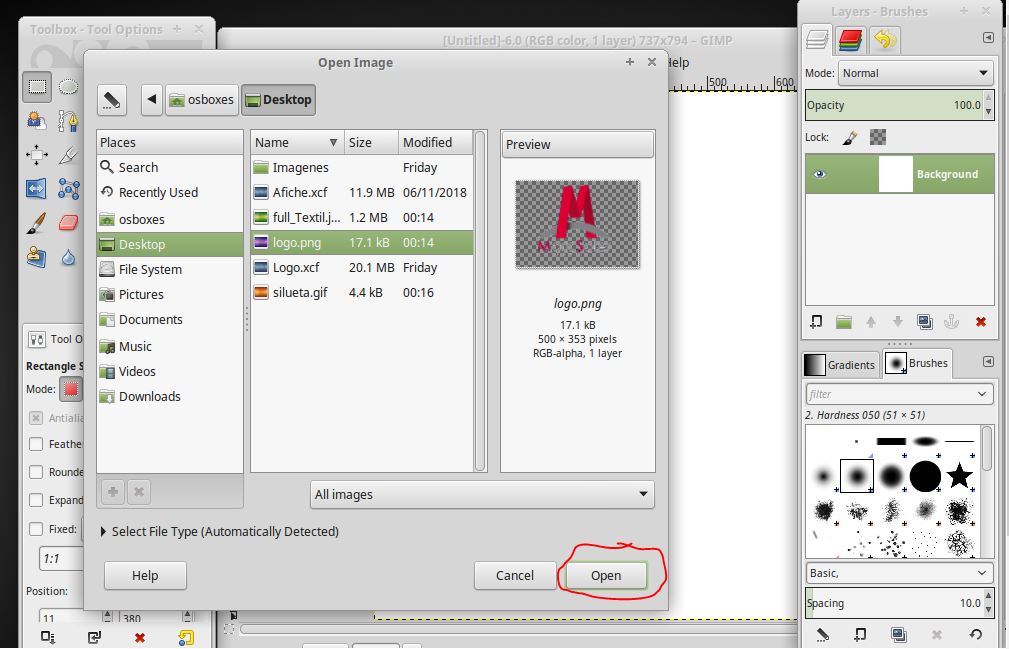 Toolbox - Tool Options
[Untitled]-6.0 (RGB color, 1 layer) 737x794 – GIMP
Layers - Brushes
Open Image
Help
500
600
Mode: Normal
Opacity 100.0
Lock:
Background
osboxes
Desktop
Places
Search
Recently Used
osboxes
Desktop
File System
Pictures
Documents
Music
Videos
Downloads
Name Size Modified
Imagenes Friday
Afiche.xcf 11.9 MB 06/11/2018
full_Textil.j... 1.2 MB 00:14
logo.png 17.1 kB 00:14
Logo.xcf 20.1 MB Friday
silueta.gif 4.4 kB 00:16
Preview
M S
logo.png
17.1 kB
500 × 353 pixels
RGB-alpha, 1 layer
All images
Select File Type (Automatically Detected)
Help
Cancel
Open
Tool O
Rectangle S
Mode:
Antialia
Feathe
Rounde
Expand
Fixed:
1:1
Position:
11 380
Gradients
Brushes
filter
2. Hardness 050 (51 × 51)
Basic,
Spacing 10.0